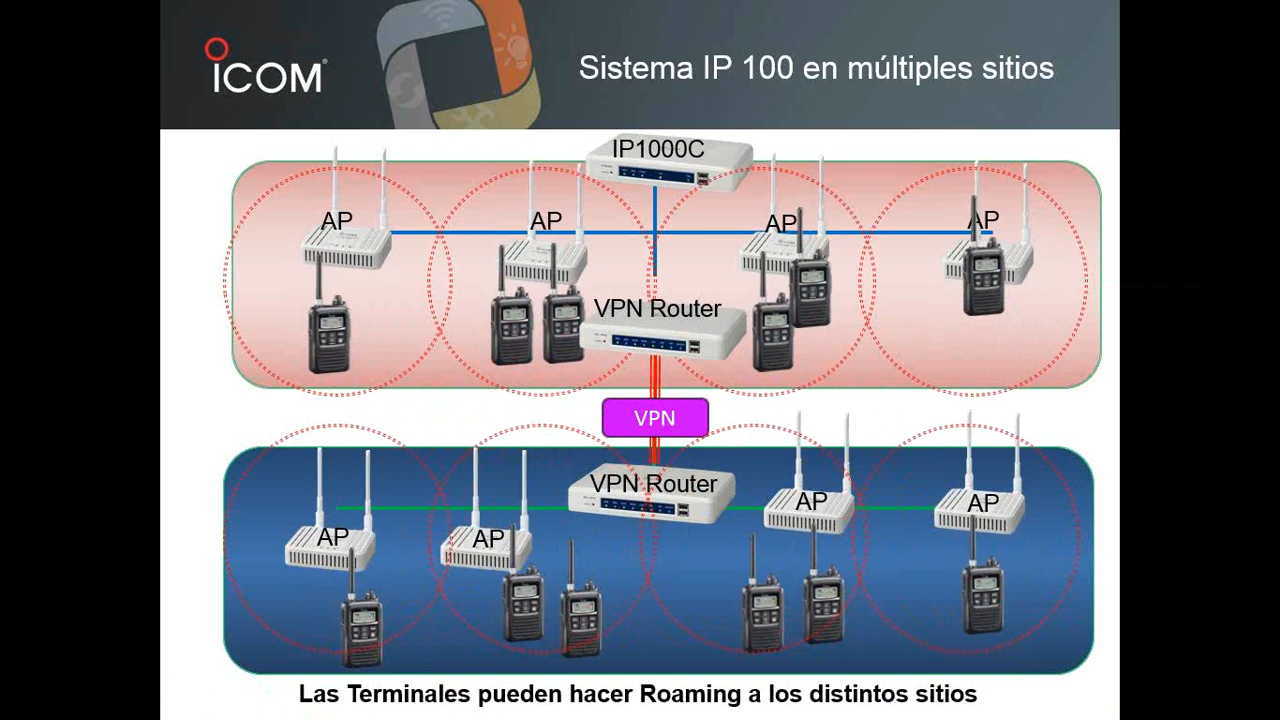 ICOM
Sistema IP 100 en múltiples sitios
IP1000C
AP
AP
AP
AP
VPN Router
VPN
VPN Router
AP
AP
AP
AP
Las Terminales pueden hacer Roaming a los distintos sitios